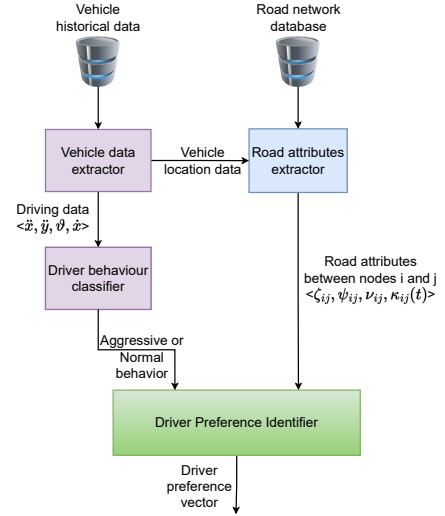 Vehicle
historical data
Road network
database
Vehicle data
extractor
Vehicle
location data
Road attributes
extractor
Driving data
<ẍ, ÿ, ϑ, ẋ>
Driver behaviour
classifier
Road attributes
between nodes i and j
<ζij, ψij, νij, κij(t)>
Aggressive or
Normal
behavior
Driver Preference Identifier
Driver
preference
vector